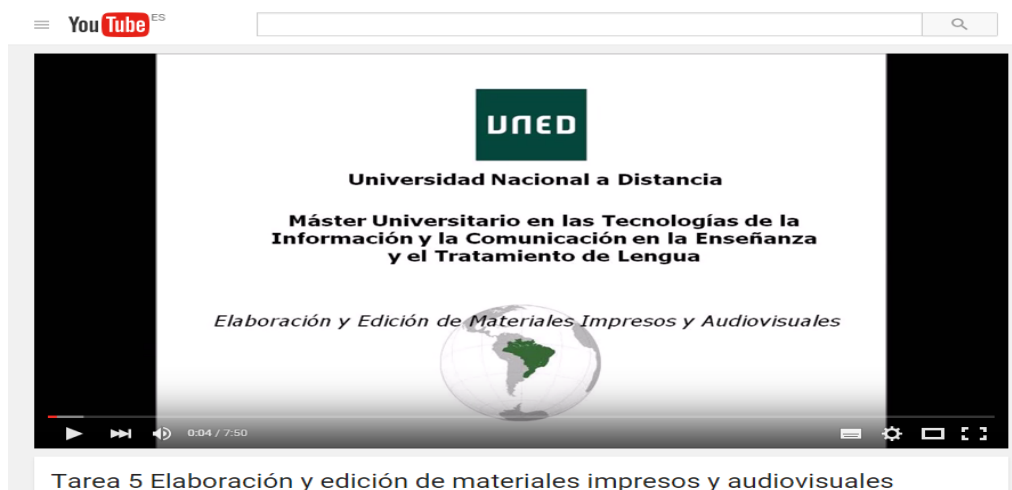 YouTube ES
UNED
Universidad Nacional a Distancia
Máster Universitario en las Tecnologías de la
Información y la Comunicación en la Enseñanza
y el Tratamiento de Lengua
Elaboración y Edición de Materiales Impresos y Audiovisuales
0:04 / 7:50
Tarea 5 Elaboración y edición de materiales impresos y audiovisuales